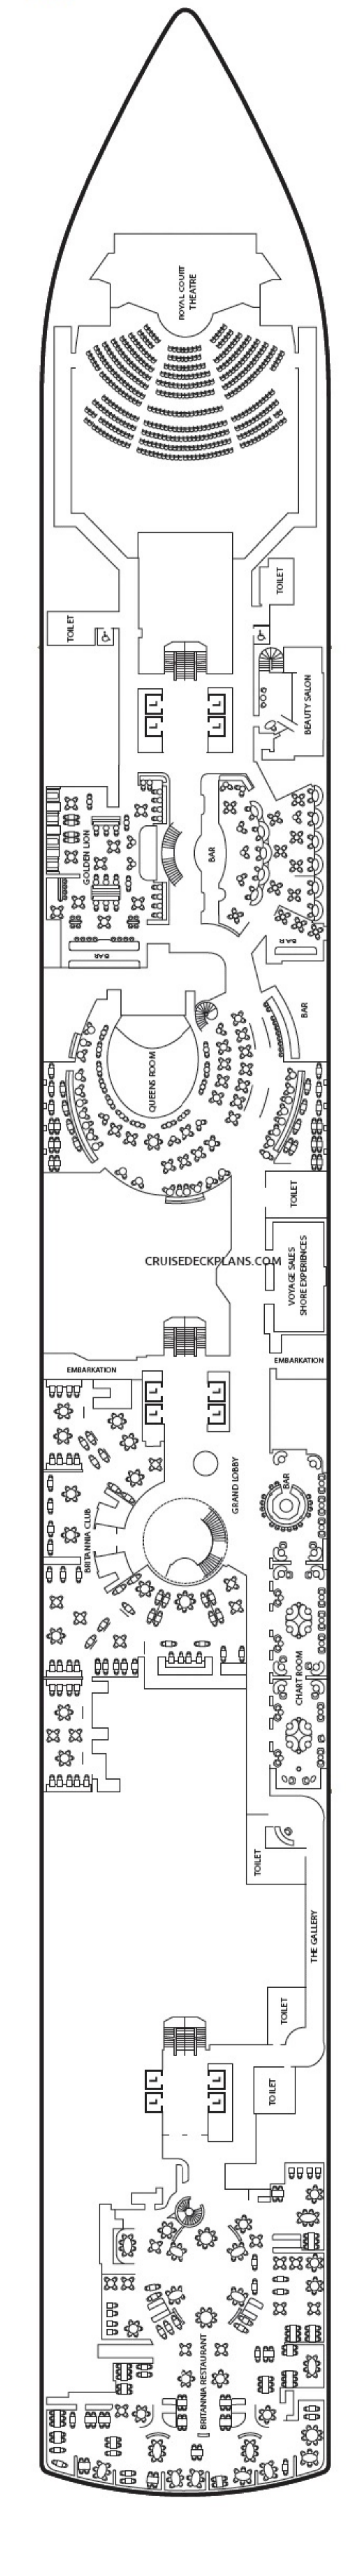 ROYAL COURT
THEATRE
TOILET
TOILET
BEAUTY SALON
L
L
L
L
GOLDEN LION
BAR
BAR
BAR
BAR
QUEENS ROOM
TOILET
CRUISEDECKPLANS.COM
VOYAGE SALES
SHORE EXPERIENCES
EMBARKATION
EMBARKATION
L
L
L
L
GRAND LOBBY
BAR
BRITANNIA CLUB
CHART ROOM
TOILET
THE GALLERY
TOILET
L
L
L
L
TOILET
BRITANNIA RESTAURANT